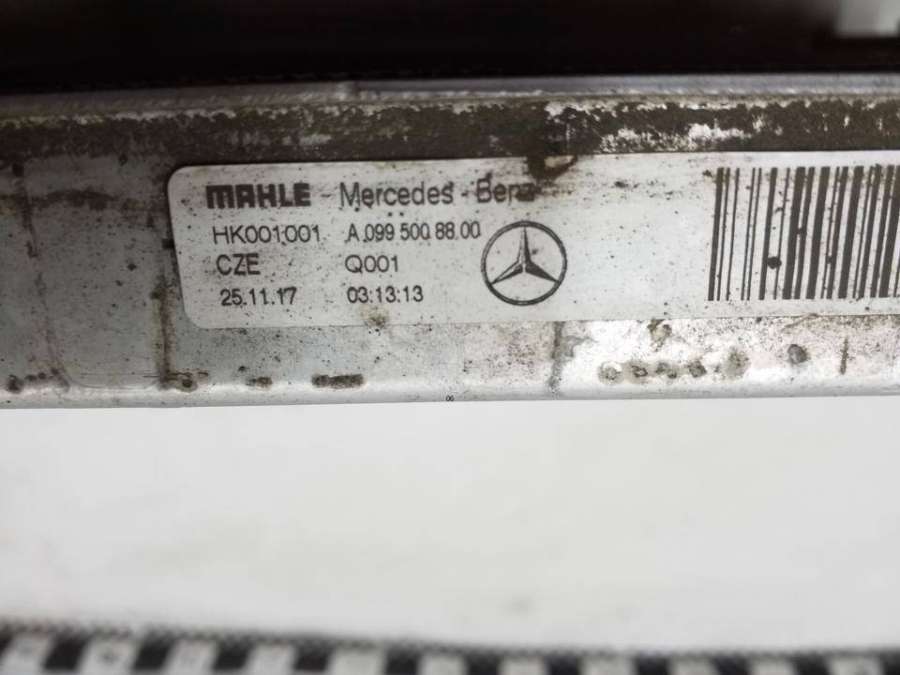 MAHLE - Mercedes - Benz
HK001001 A 099 500 88 00
CZE Q001
25.11.17 03:13:13